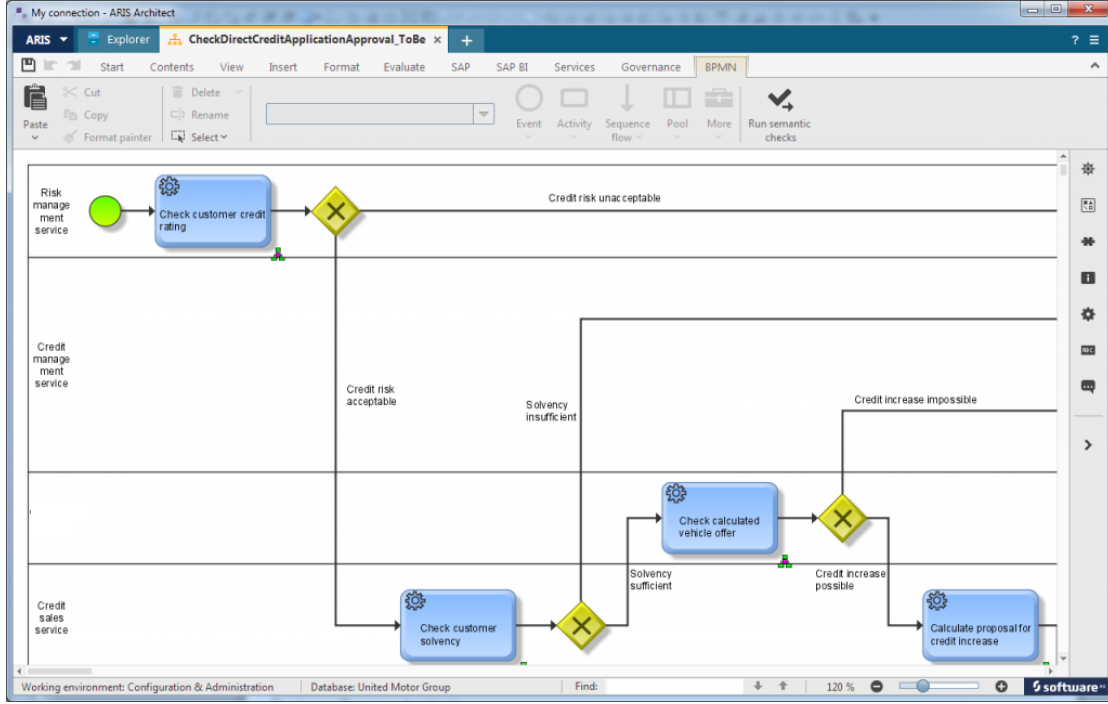 My connection - ARIS Architect
ARIS
Explorer
CheckDirectCreditApplicationApproval_ToBe
?
Start Contents View Insert Format Evaluate SAP SAP BI Services Governance BPMN
Paste
Cut
Copy
Format painter
Delete
Rename
Select
Event
Activity
Sequence
flow
Pool
More
Run semantic
checks
Risk
manage
ment
service
Check customer credit
rating
Credit risk unacceptable
Credit
manage
ment
service
Credit risk
acceptable
Solvency
insufficient
Credit increase impossible
Check calculated
vehicle offer
Solvency
sufficient
Credit increase
possible
Credit
sales
service
Check customer
solvency
Calculate proposal for
credit increase
Working environment: Configuration & Administration
Database: United Motor Group
Find:
120 %
software AG